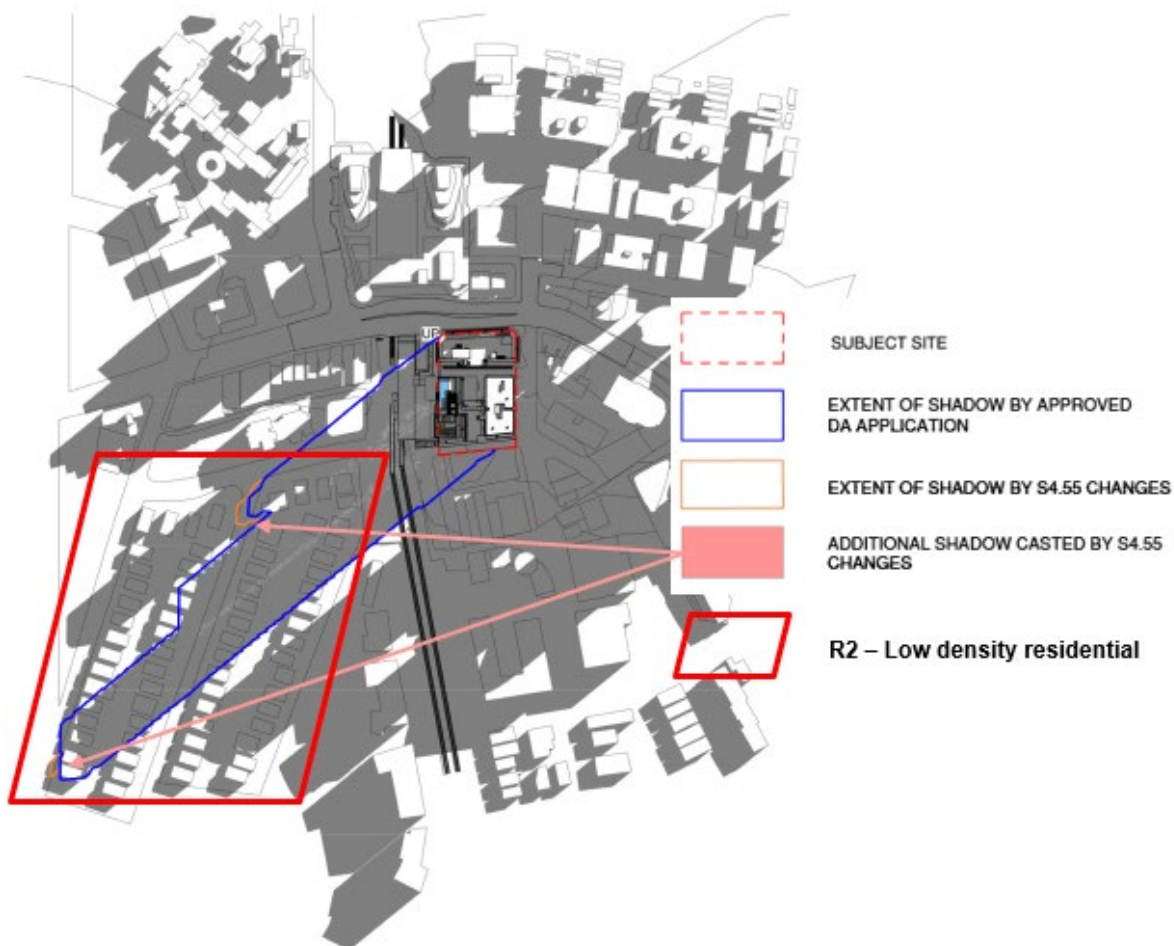 UP
SUBJECT SITE
EXTENT OF SHADOW BY APPROVED
DA APPLICATION
EXTENT OF SHADOW BY S4.55 CHANGES
ADDITIONAL SHADOW CASTED BY S4.55
CHANGES
R2 – Low density residential